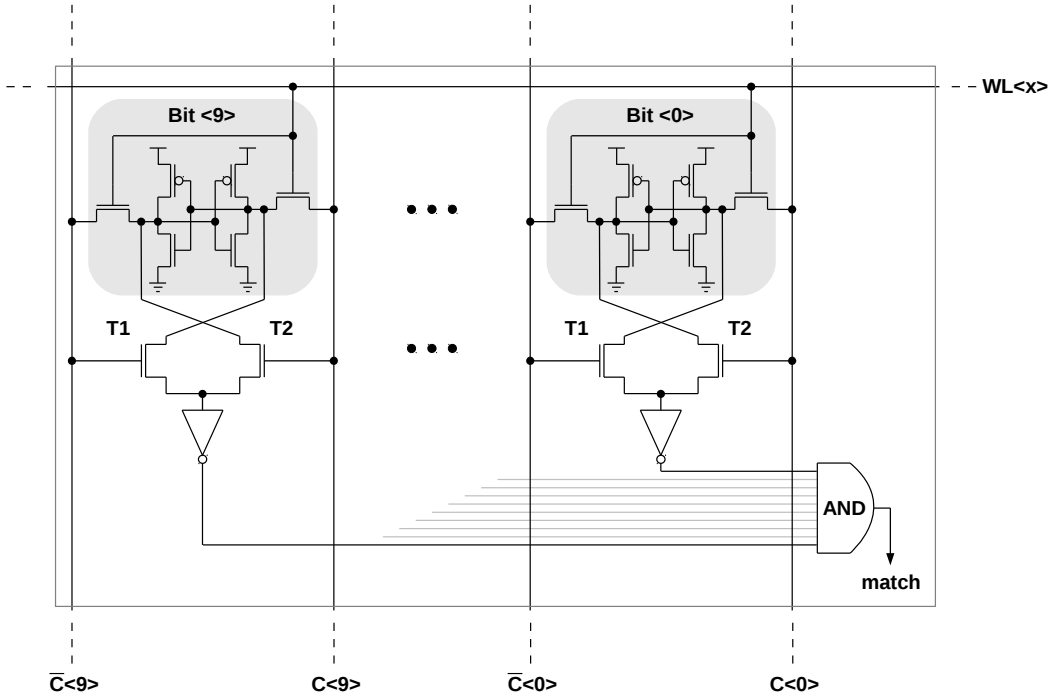 WL<x>
Bit <9>
Bit <0>
T1
T2
T1
T2
AND
match
C̅<9>
C<9>
C̅<0>
C<0>